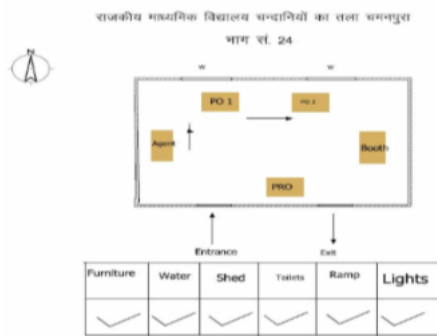 राजकीय माध्यमिक विद्यालय चन्दानियों का तला चमनपुरा
भाग सं. 24
N
W W
PO 1 PO 2
Agent Booth
PRO
Entrance Exit
Furniture Water Shed Toilets Ramp Lights